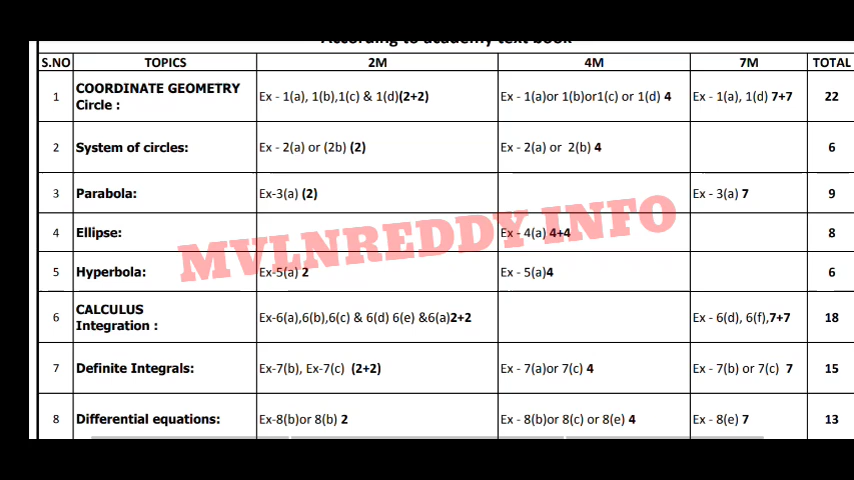 According to academy text book
S.NO TOPICS 2M 4M 7M TOTAL
1 COORDINATE GEOMETRY Circle : Ex - 1(a), 1(b),1(c) & 1(d)(2+2) Ex - 1(a)or 1(b)or1(c) or 1(d) 4 Ex - 1(a), 1(d) 7+7 22
2 System of circles: Ex - 2(a) or (2b) (2) Ex - 2(a) or 2(b) 4 6
3 Parabola: Ex-3(a) (2) Ex - 3(a) 7 9
4 Ellipse: Ex - 4(a) 4+4 8
MVLNREDDY INFO
5 Hyperbola: Ex-5(a) 2 Ex - 5(a)4 6
6 CALCULUS Integration : Ex-6(a),6(b),6(c) & 6(d) 6(e) &6(a)2+2 Ex - 6(d), 6(f),7+7 18
7 Definite Integrals: Ex-7(b), Ex-7(c) (2+2) Ex - 7(a)or 7(c) 4 Ex - 7(b) or 7(c) 7 15
8 Differential equations: Ex-8(b)or 8(b) 2 Ex - 8(b)or 8(c) or 8(e) 4 Ex - 8(e) 7 13